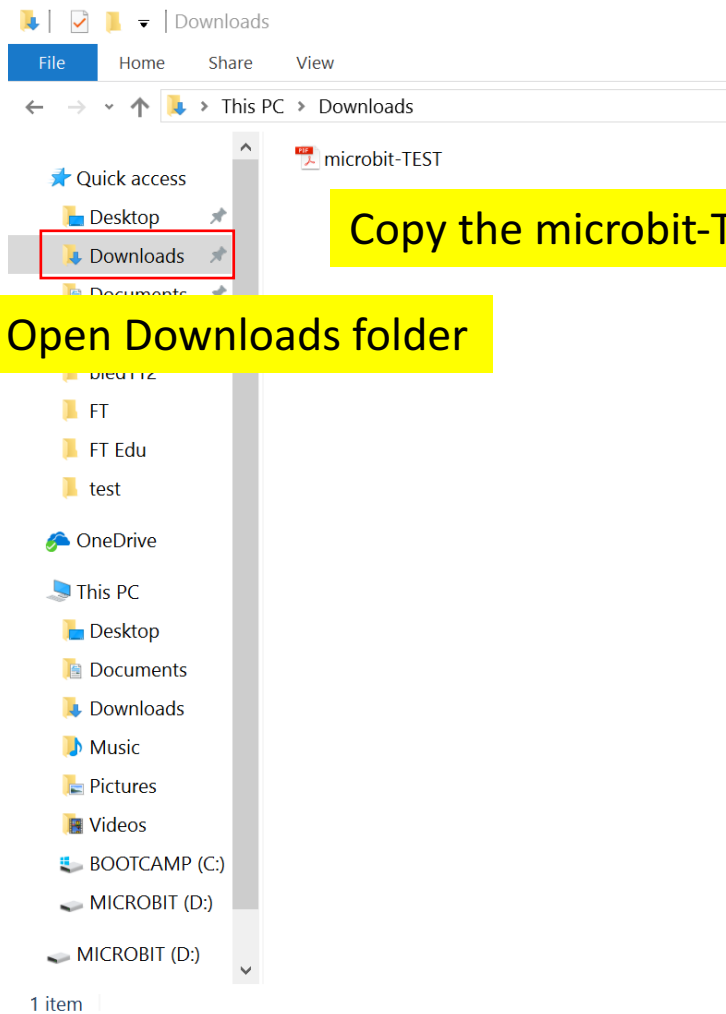 Downloads
File Home Share View
This PC > Downloads
microbit-TEST
Quick access
Desktop
Copy the microbit-T
Downloads
Documents
Open Downloads folder
FT
FT Edu
test
OneDrive
This PC
Desktop
Documents
Downloads
Music
Pictures
Videos
BOOTCAMP (C:)
MICROBIT (D:)
MICROBIT (D:)
1 item